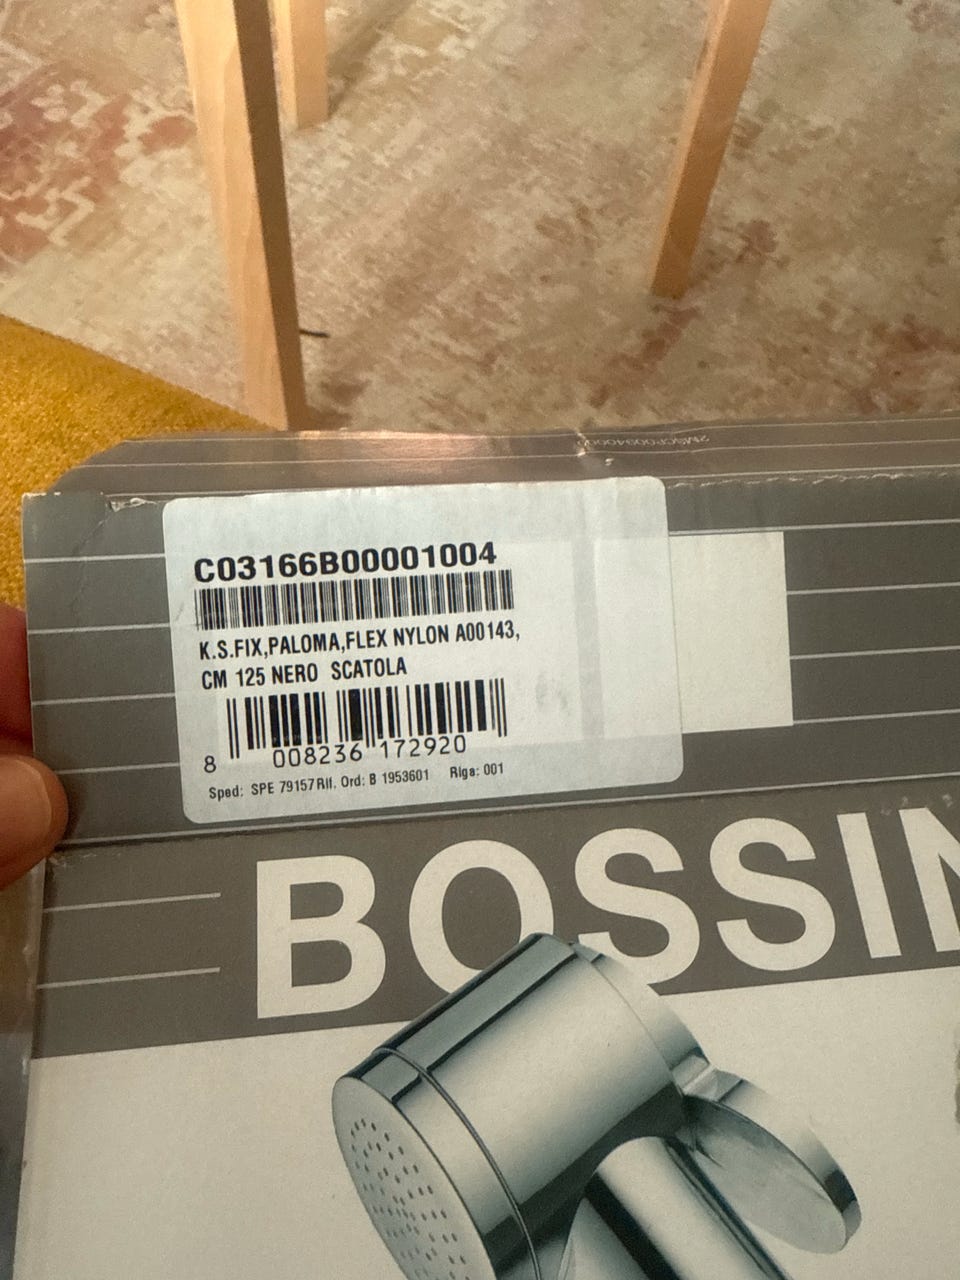 C03166B00001004
K.S.FIX,PALOMA,FLEX NYLON A00143,
CM 125 NERO SCATOLA
8 008236 172920
Sped: SPE 79157 Rif. Ord: B 1953601 Riga: 001
BOSSIN